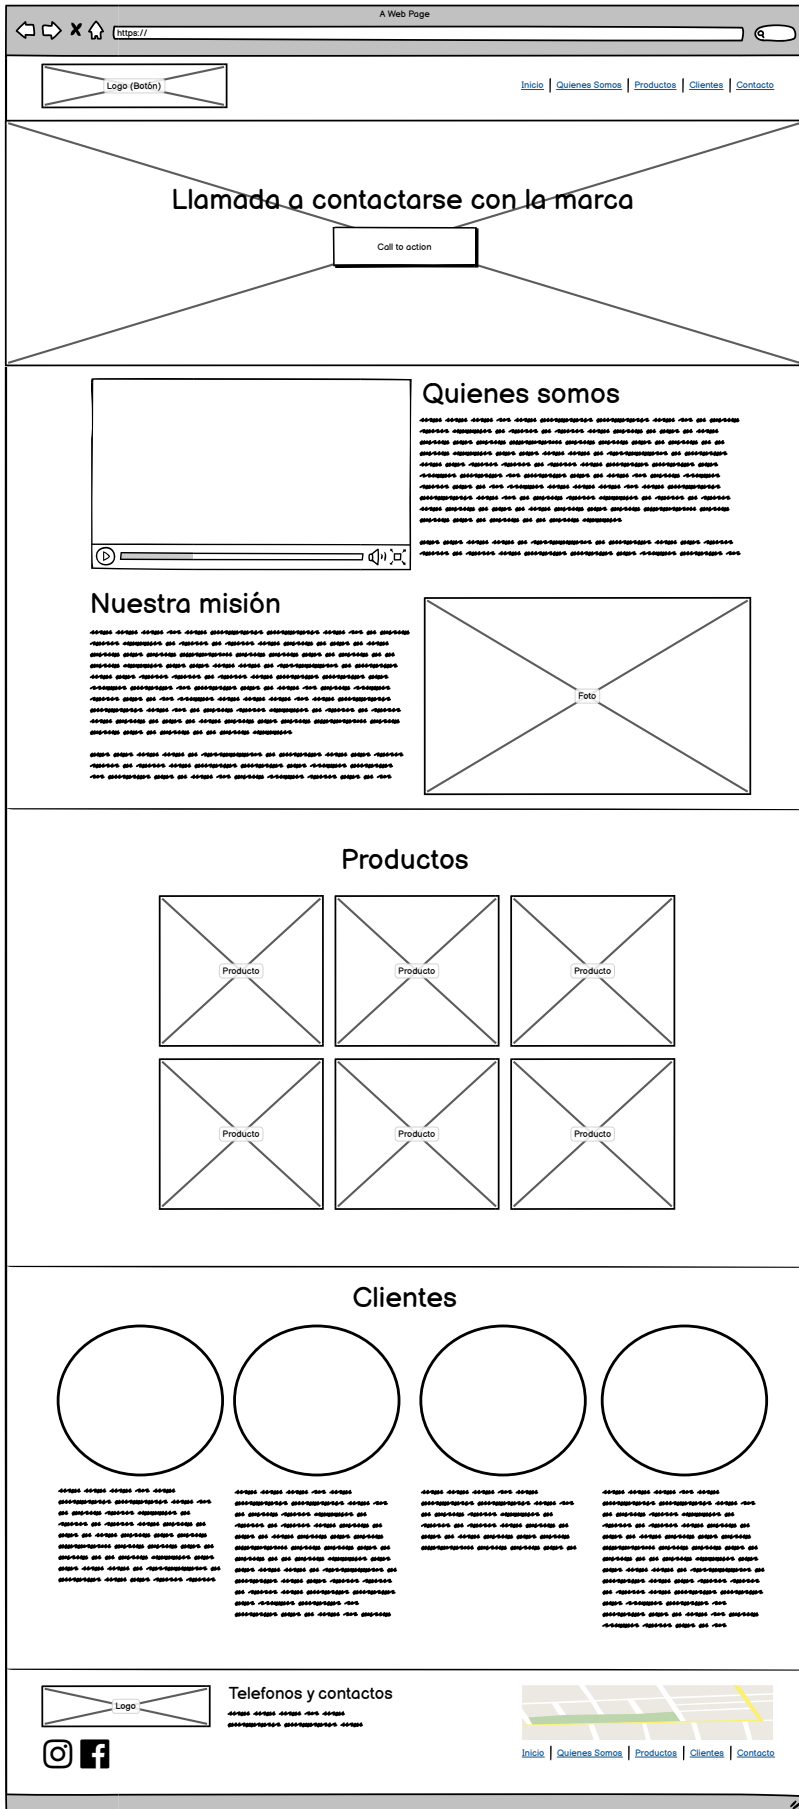 A Web Page
https://
Logo (Botón)
Inicio | Quienes Somos | Productos | Clientes | Contacto
Llamada a contactarse con la marca
Call to action
Quienes somos
Nuestra misión
Foto
Productos
Producto Producto Producto
Producto Producto Producto
Clientes
Logo
Telefonos y contactos
Inicio | Quienes Somos | Productos | Clientes | Contacto